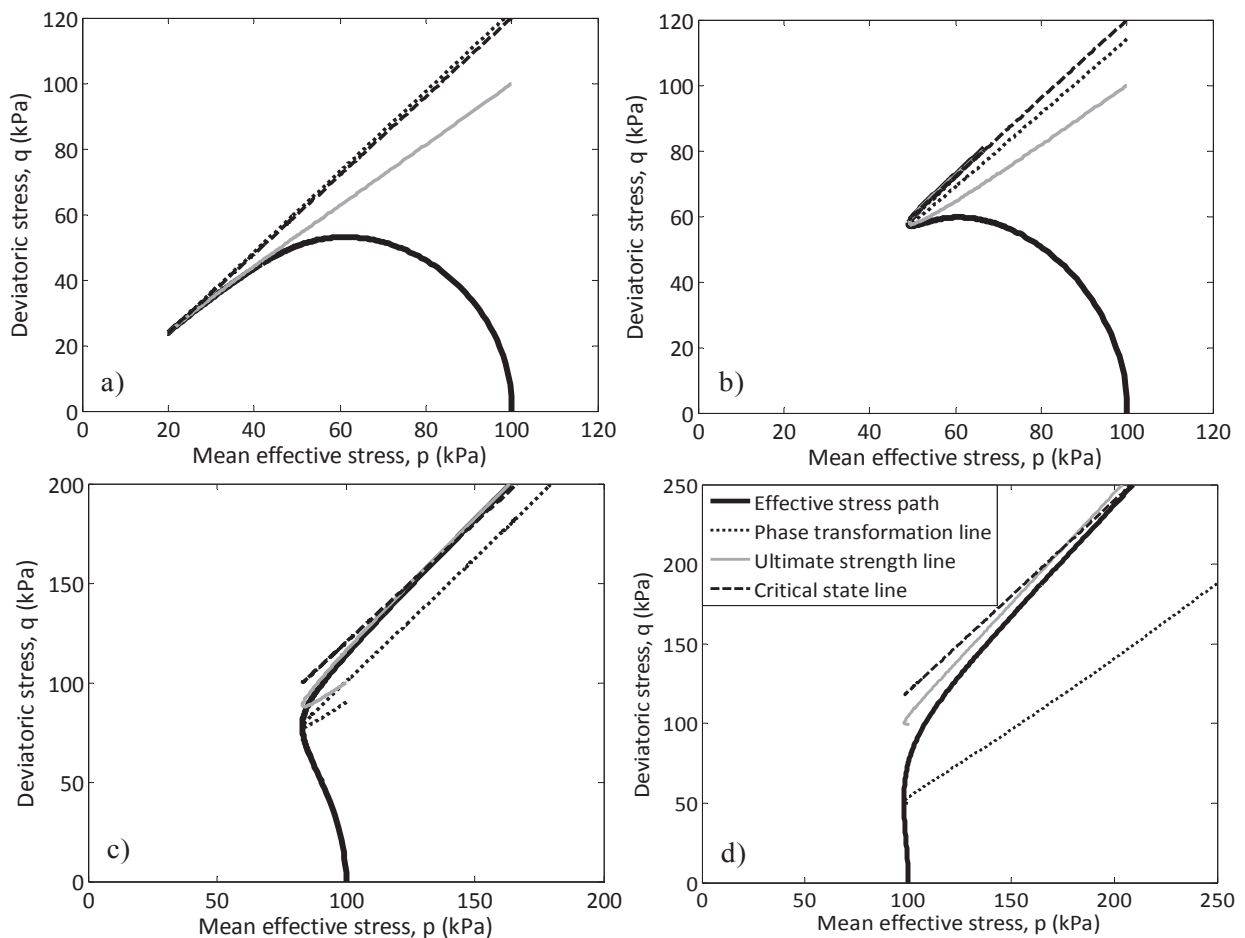 120
100
80
60
40
20
0
Deviatoric stress, q (kPa)
a)
0 20 40 60 80 100 120
Mean effective stress, p (kPa)
120
100
80
60
40
20
0
Deviatoric stress, q (kPa)
b)
0 20 40 60 80 100 120
Mean effective stress, p (kPa)
200
150
100
50
0
Deviatoric stress, q (kPa)
c)
0 50 100 150 200
Mean effective stress, p (kPa)
250
200
150
100
50
0
Deviatoric stress, q (kPa)
Effective stress path
Phase transformation line
Ultimate strength line
Critical state line
d)
0 50 100 150 200 250
Mean effective stress, p (kPa)